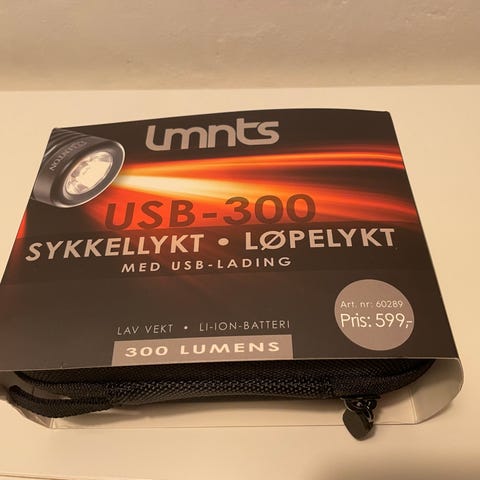 lmnts
USB-300
SYKKELLYKT • LØPELYKT
MED USB-LADING
Art. nr: 60289
Pris: 599,-
LAV VEKT • LI-ION-BATTERI
300 LUMENS